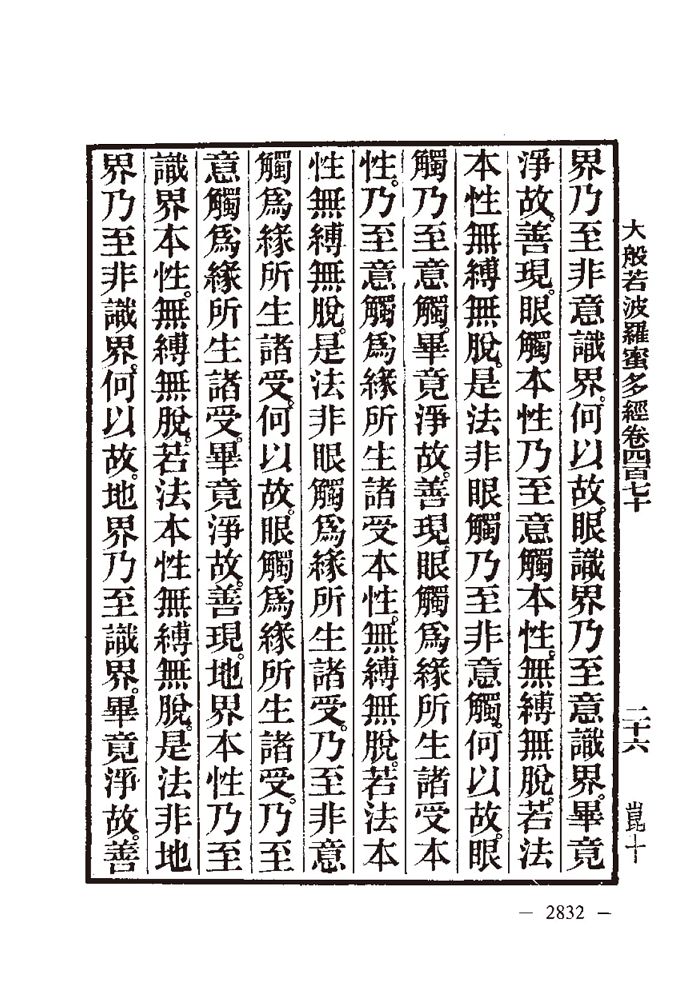 大般若波羅蜜多經卷四百七十
二十六
崑十
界乃至非意識界。何以故。眼識界乃至意識界。畢竟
淨故。善現。眼觸本性乃至意觸本性。無縛無脫。若法
本性無縛無脫。是法非眼觸乃至非意觸。何以故。眼
觸乃至意觸。畢竟淨故。善現。眼觸爲緣所生諸受本
性。乃至意觸爲緣所生諸受本性。無縛無脫。若法本
性無縛無脫。是法非眼觸爲緣所生諸受。乃至非意
觸爲緣所生諸受。何以故。眼觸爲緣所生諸受。乃至
意觸爲緣所生諸受。畢竟淨故。善現。地界本性乃至
識界本性。無縛無脫。若法本性無縛無脫。是法非地
界乃至非識界。何以故。地界乃至識界。畢竟淨故。善
— 2832 —